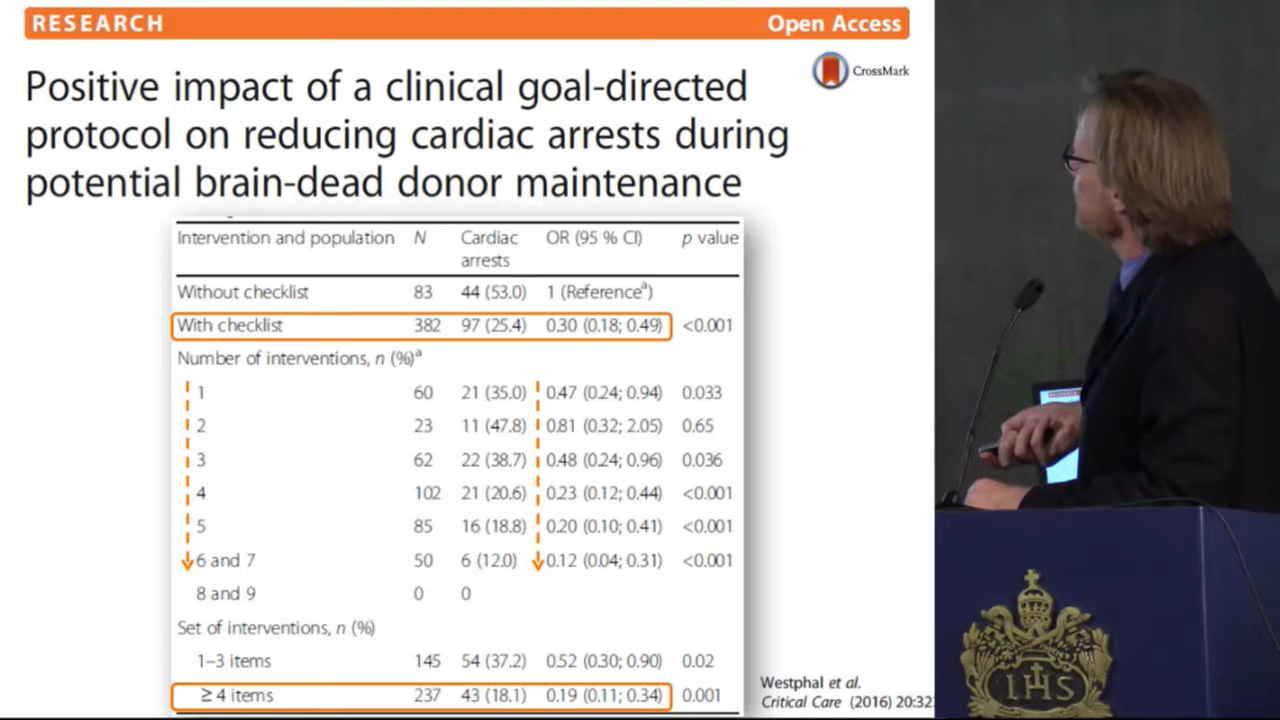 RESEARCH Open Access
CrossMark
Positive impact of a clinical goal-directed
protocol on reducing cardiac arrests during
potential brain-dead donor maintenance
Intervention and population N Cardiac arrests OR (95 % CI) p value
Without checklist 83 44 (53.0) 1 (Referenceᵃ)
With checklist 382 97 (25.4) 0.30 (0.18; 0.49) <0.001
Number of interventions, n (%)ᵃ
1 60 21 (35.0) 0.47 (0.24; 0.94) 0.033
2 23 11 (47.8) 0.81 (0.32; 2.05) 0.65
3 62 22 (38.7) 0.48 (0.24; 0.96) 0.036
4 102 21 (20.6) 0.23 (0.12; 0.44) <0.001
5 85 16 (18.8) 0.20 (0.10; 0.41) <0.001
6 and 7 50 6 (12.0) 0.12 (0.04; 0.31) <0.001
8 and 9 0 0
Set of interventions, n (%)
1–3 items 145 54 (37.2) 0.52 (0.30; 0.90) 0.02
≥ 4 items 237 43 (18.1) 0.19 (0.11; 0.34) 0.001
Westphal et al.
Critical Care (2016) 20:32
IHS